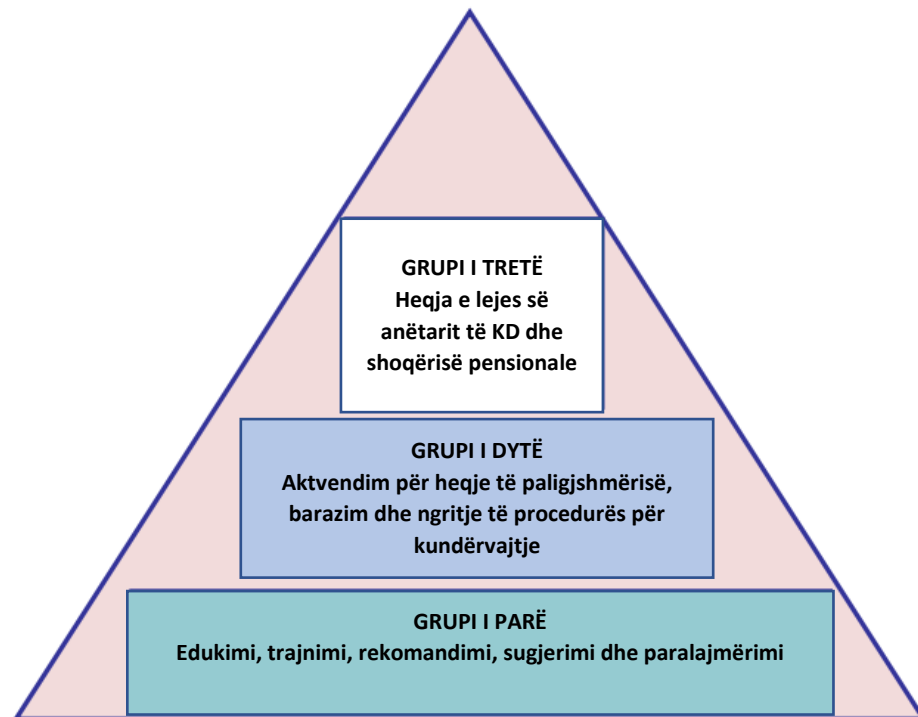 GRUPI I TRETË
Heqja e lejes së
anëtarit të KD dhe
shoqërisë pensionale
GRUPI I DYTË
Aktvendim për heqje të paligjshmërisë,
barazim dhe ngritje të procedurës për
kundërvajtje
GRUPI I PARË
Edukimi, trajnimi, rekomandimi, sugjerimi dhe paralajmërimi